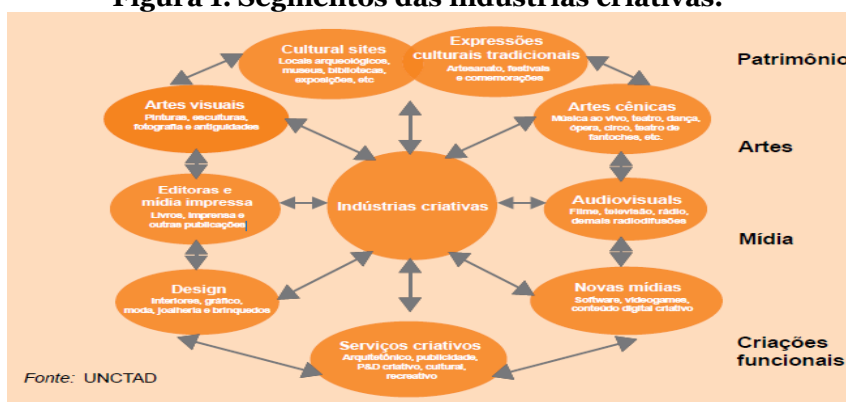 Figura 1. Segmentos das indústrias criativas.
Cultural sites
Locais arqueológicos,
museus, bibliotecas,
exposições, etc
Expressões
culturais tradicionais
Artesanato, festivais
e comemorações
Patrimônio
Artes visuais
Pinturas, esculturas,
fotografia e antiguidades
Artes cênicas
Música ao vivo, teatro, dança,
ópera, circo, teatro de
fantoches, etc.
Artes
Editoras e
mídia impressa
Livros, imprensa e
outras publicações
Indústrias criativas
Audiovisuais
Filme, televisão, rádio,
demais radiodifusões
Mídia
Design
Interiores, gráfico,
moda, joalheria e brinquedos
Novas mídias
Software, videogames,
conteúdo digital criativo
Serviços criativos
Arquitetônico, publicidade,
P&D criativo, cultural,
recreativo
Criações
funcionais
Fonte: UNCTAD